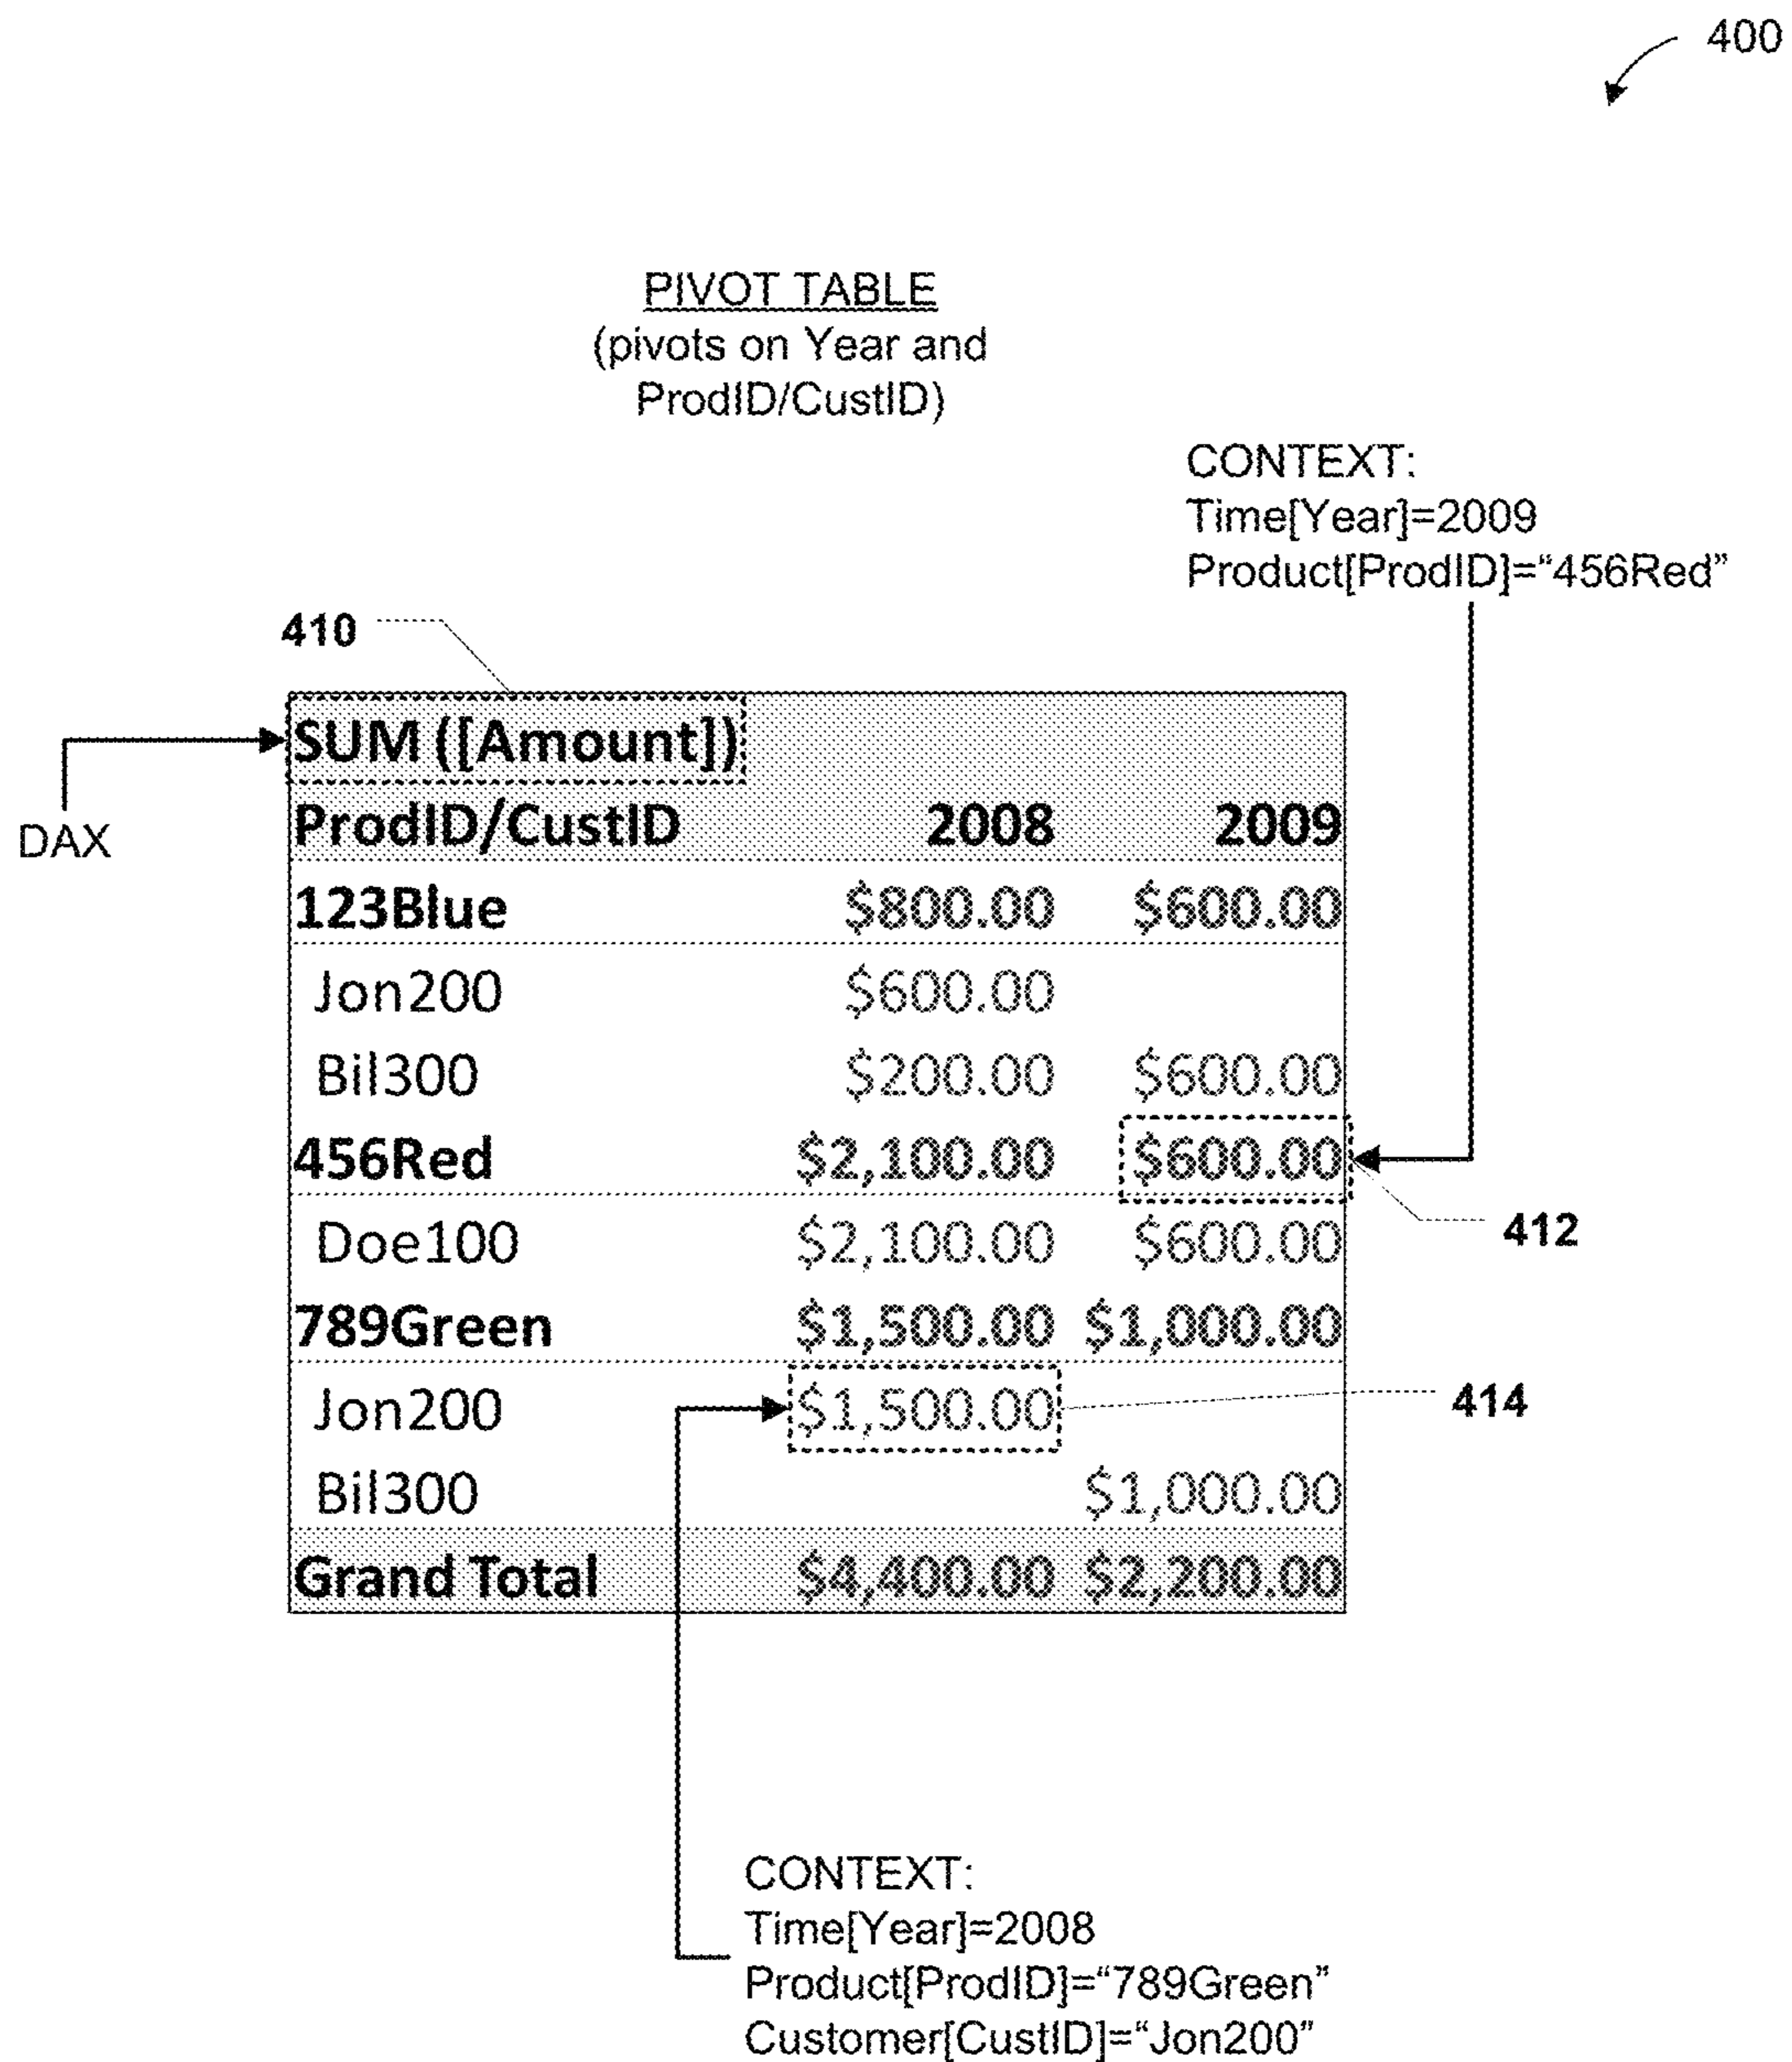 400
PIVOT TABLE
(pivots on Year and
ProdID/CustID)
CONTEXT:
Time[Year]=2009
Product[ProdID]=“456Red”
410
DAX
SUM ([Amount])
ProdID/CustID 2008 2009
123Blue $800.00 $600.00
Jon200 $600.00
Bil300 $200.00 $600.00
456Red $2,100.00 $600.00
412
Doe100 $2,100.00 $600.00
789Green $1,500.00 $1,000.00
Jon200 $1,500.00
414
Bil300 $1,000.00
Grand Total $4,400.00 $2,200.00
CONTEXT:
Time[Year]=2008
Product[ProdID]=“789Green”
Customer[CustID]=“Jon200”